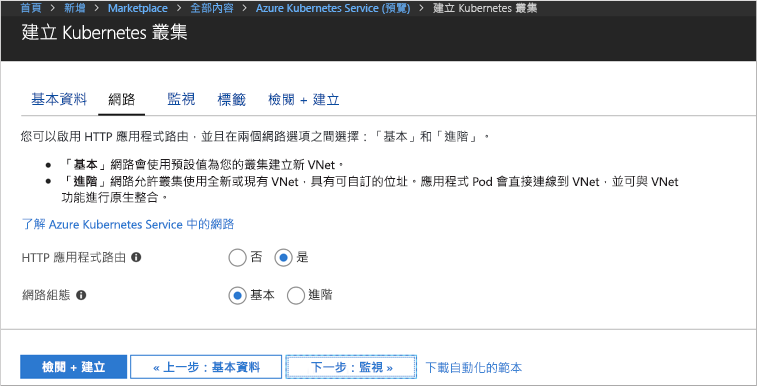 首頁 > 新增 > Marketplace > 全部內容 > Azure Kubernetes Service (預覽) > 建立 Kubernetes 叢集
建立 Kubernetes 叢集
基本資料 網路 監視 標籤 檢閱 + 建立
您可以啟用 HTTP 應用程式路由，並且在兩個網路選項之間選擇：「基本」和「進階」。
• 「基本」網路會使用預設值為您的叢集建立新 VNet。
• 「進階」網路允許叢集使用全新或現有 VNet，具有可自訂的位址。應用程式 Pod 會直接連線到 VNet，並可與 VNet
功能進行原生整合。
了解 Azure Kubernetes Service 中的網路
HTTP 應用程式路由 否 是
網路組態 基本 進階
檢閱 + 建立 « 上一步：基本資料 下一步：監視 » 下載自動化的範本